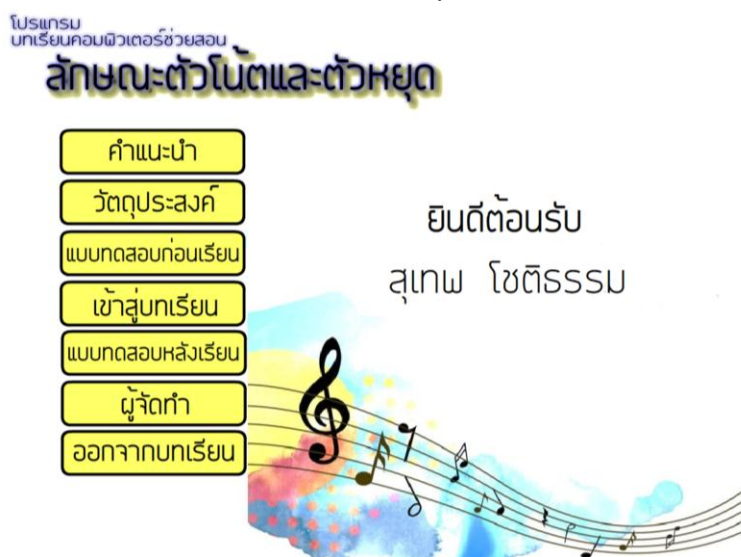 โปรแกรม
บทเรียนคอมพิวเตอร์ช่วยสอน
ลักษณะตัวโน้ตและตัวหยุด
คำแนะนำ
วัตถุประสงค์
แบบทดสอบก่อนเรียน
เข้าสู่บทเรียน
แบบทดสอบหลังเรียน
ผู้จัดทำ
ออกจากบทเรียน
ยินดีต้อนรับ
สุเทพ โชติธรรม